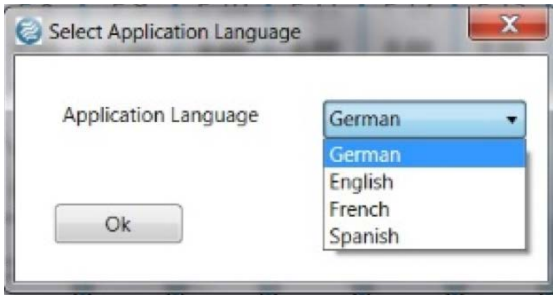 Select Application Language
Application Language
German
German
English
French
Spanish
Ok